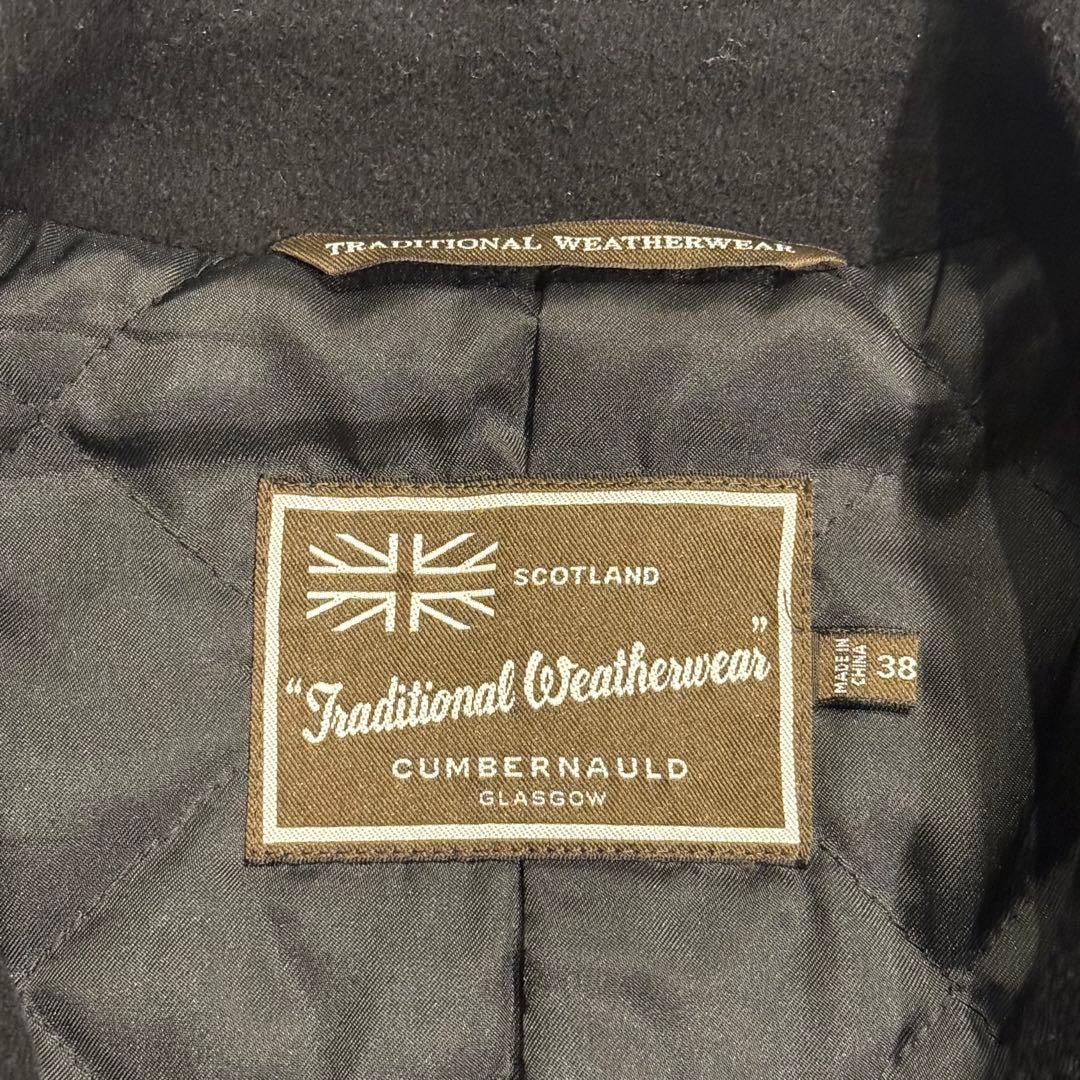 TRADITIONAL WEATHERWEAR
SCOTLAND
"Traditional Weatherwear"
CUMBERNAULD
GLASGOW
MADE IN
CHINA
38